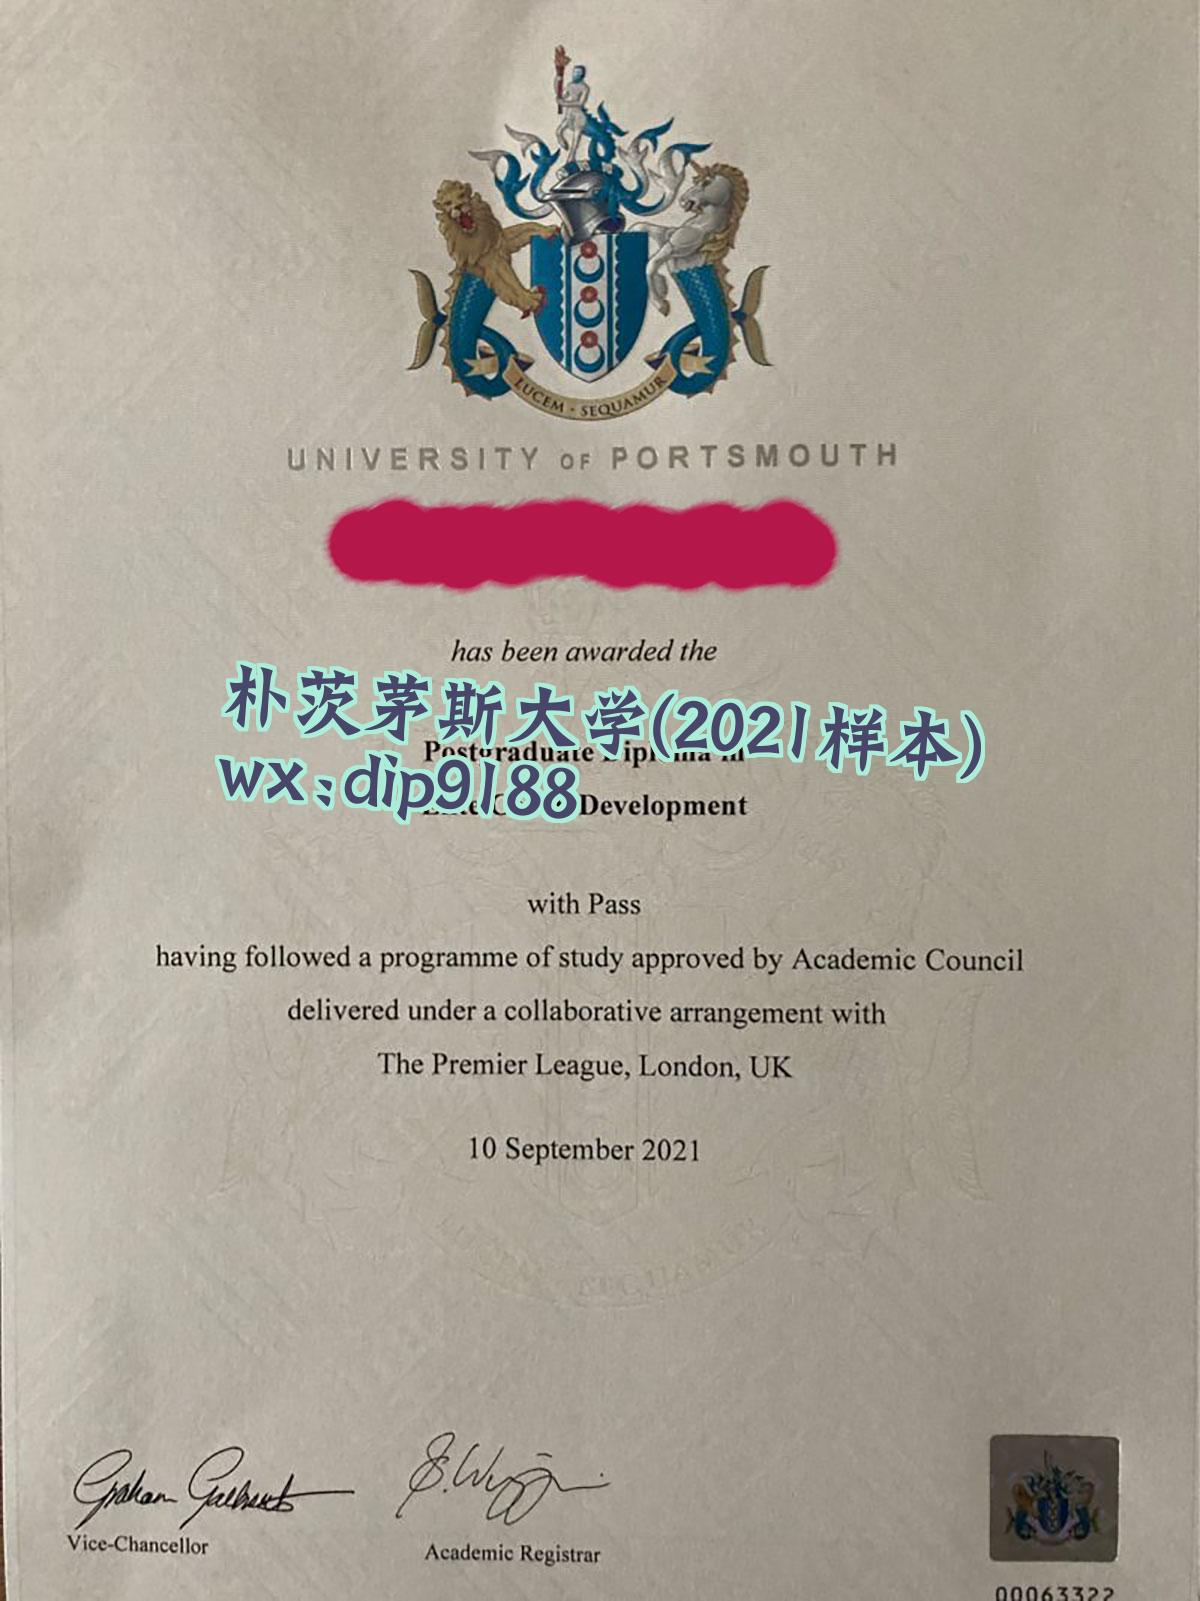 LUCEM - SEQUAMUR
UNIVERSITY OF PORTSMOUTH
has been awarded the
朴茨茅斯大学(2021样本)
Postgraduate Diploma in
wx:dip9188
Development
with Pass
having followed a programme of study approved by Academic Council
delivered under a collaborative arrangement with
The Premier League, London, UK
10 September 2021
Vice-Chancellor
Academic Registrar
00063322